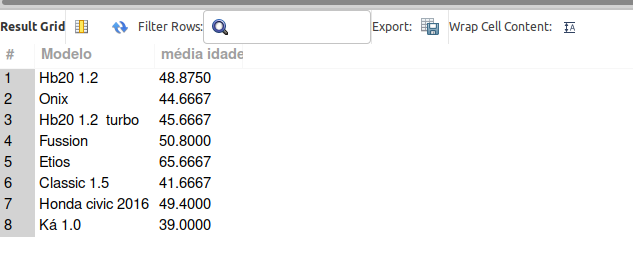 Result Grid Filter Rows: Export: Wrap Cell Content: IA
# Modelo média idade
1 Hb20 1.2 48.8750
2 Onix 44.6667
3 Hb20 1.2 turbo 45.6667
4 Fussion 50.8000
5 Etios 65.6667
6 Classic 1.5 41.6667
7 Honda civic 2016 49.4000
8 Ká 1.0 39.0000